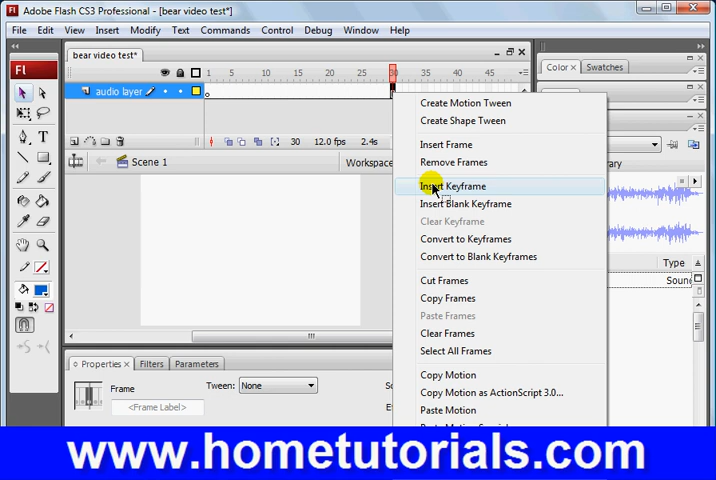 Adobe Flash CS3 Professional - [bear video test*]
File Edit View Insert Modify Text Commands Control Debug Window Help
bear video test*
Color × Swatches
Fl
1 5 30 35 40 45
audio layer
30 12.0 fps 2.4s
Scene 1
Workspace
rary
Type
Soun
Create Motion Tween
Create Shape Tween
Insert Frame
Remove Frames
Insert Keyframe
Insert Blank Keyframe
Clear Keyframe
Convert to Keyframes
Convert to Blank Keyframes
Cut Frames
Copy Frames
Paste Frames
Clear Frames
Select All Frames
Copy Motion
Copy Motion as ActionScript 3.0...
Paste Motion
Properties × Filters Parameters
Frame
Tween: None
<Frame Label>
www.hometutorials.com